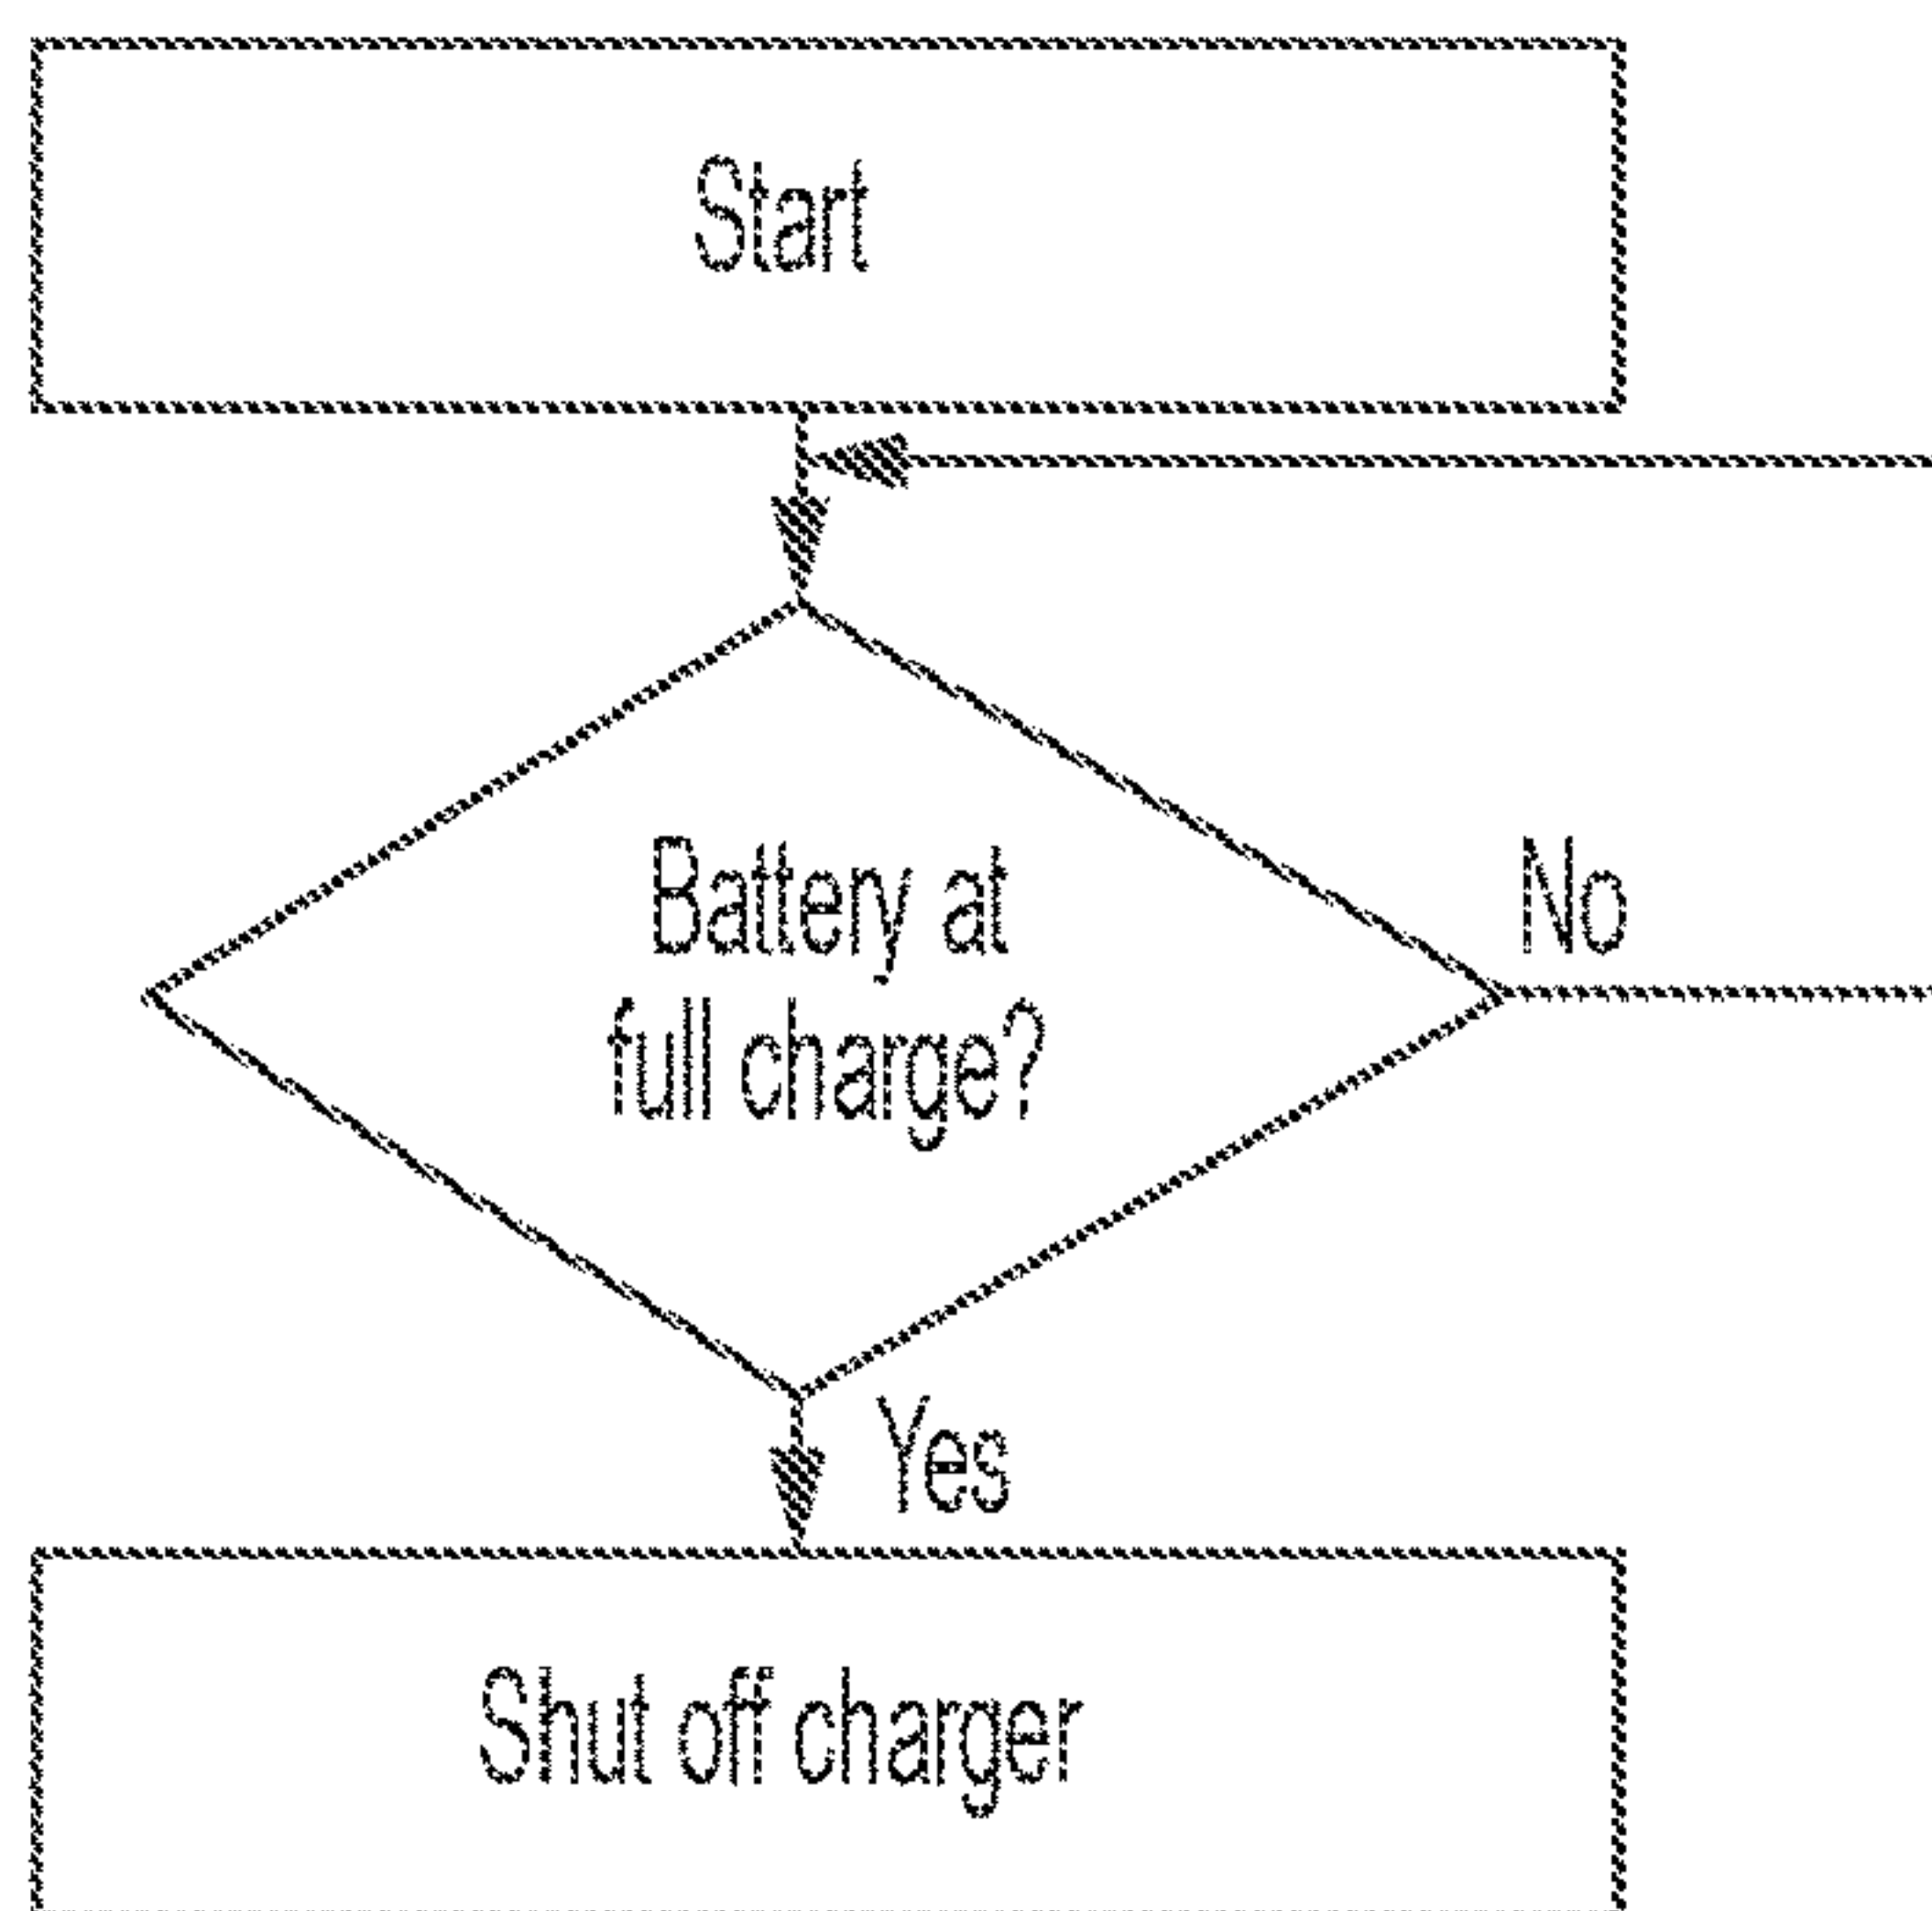 Start
Battery at
full charge?
No
Yes
Shut off charger